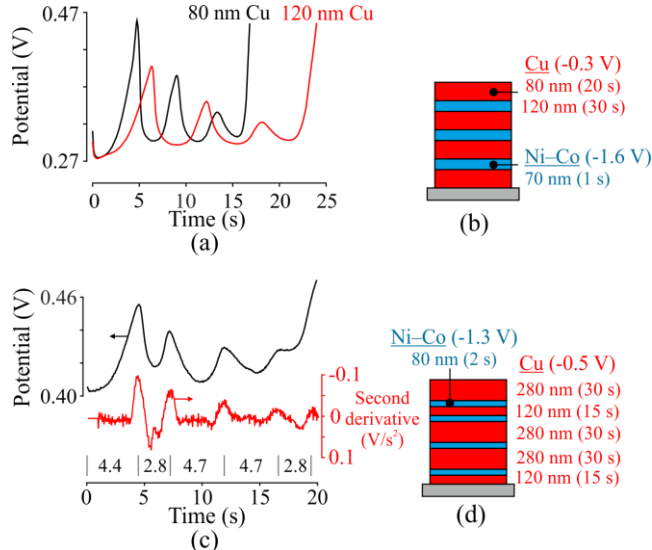 0.47
80 nm Cu
120 nm Cu
Potential (V)
0.27
0
5
10
15
20
25
Time (s)
(a)
Cu (-0.3 V)
80 nm (20 s)
120 nm (30 s)
Ni–Co (-1.6 V)
70 nm (1 s)
(b)
0.46
Potential (V)
0.40
-0.1
0
0.1
Second
derivative
(V/s²)
4.4
2.8
4.7
4.7
2.8
0
5
10
15
20
Time (s)
(c)
Ni–Co (-1.3 V)
80 nm (2 s)
Cu (-0.5 V)
280 nm (30 s)
120 nm (15 s)
280 nm (30 s)
280 nm (30 s)
120 nm (15 s)
(d)